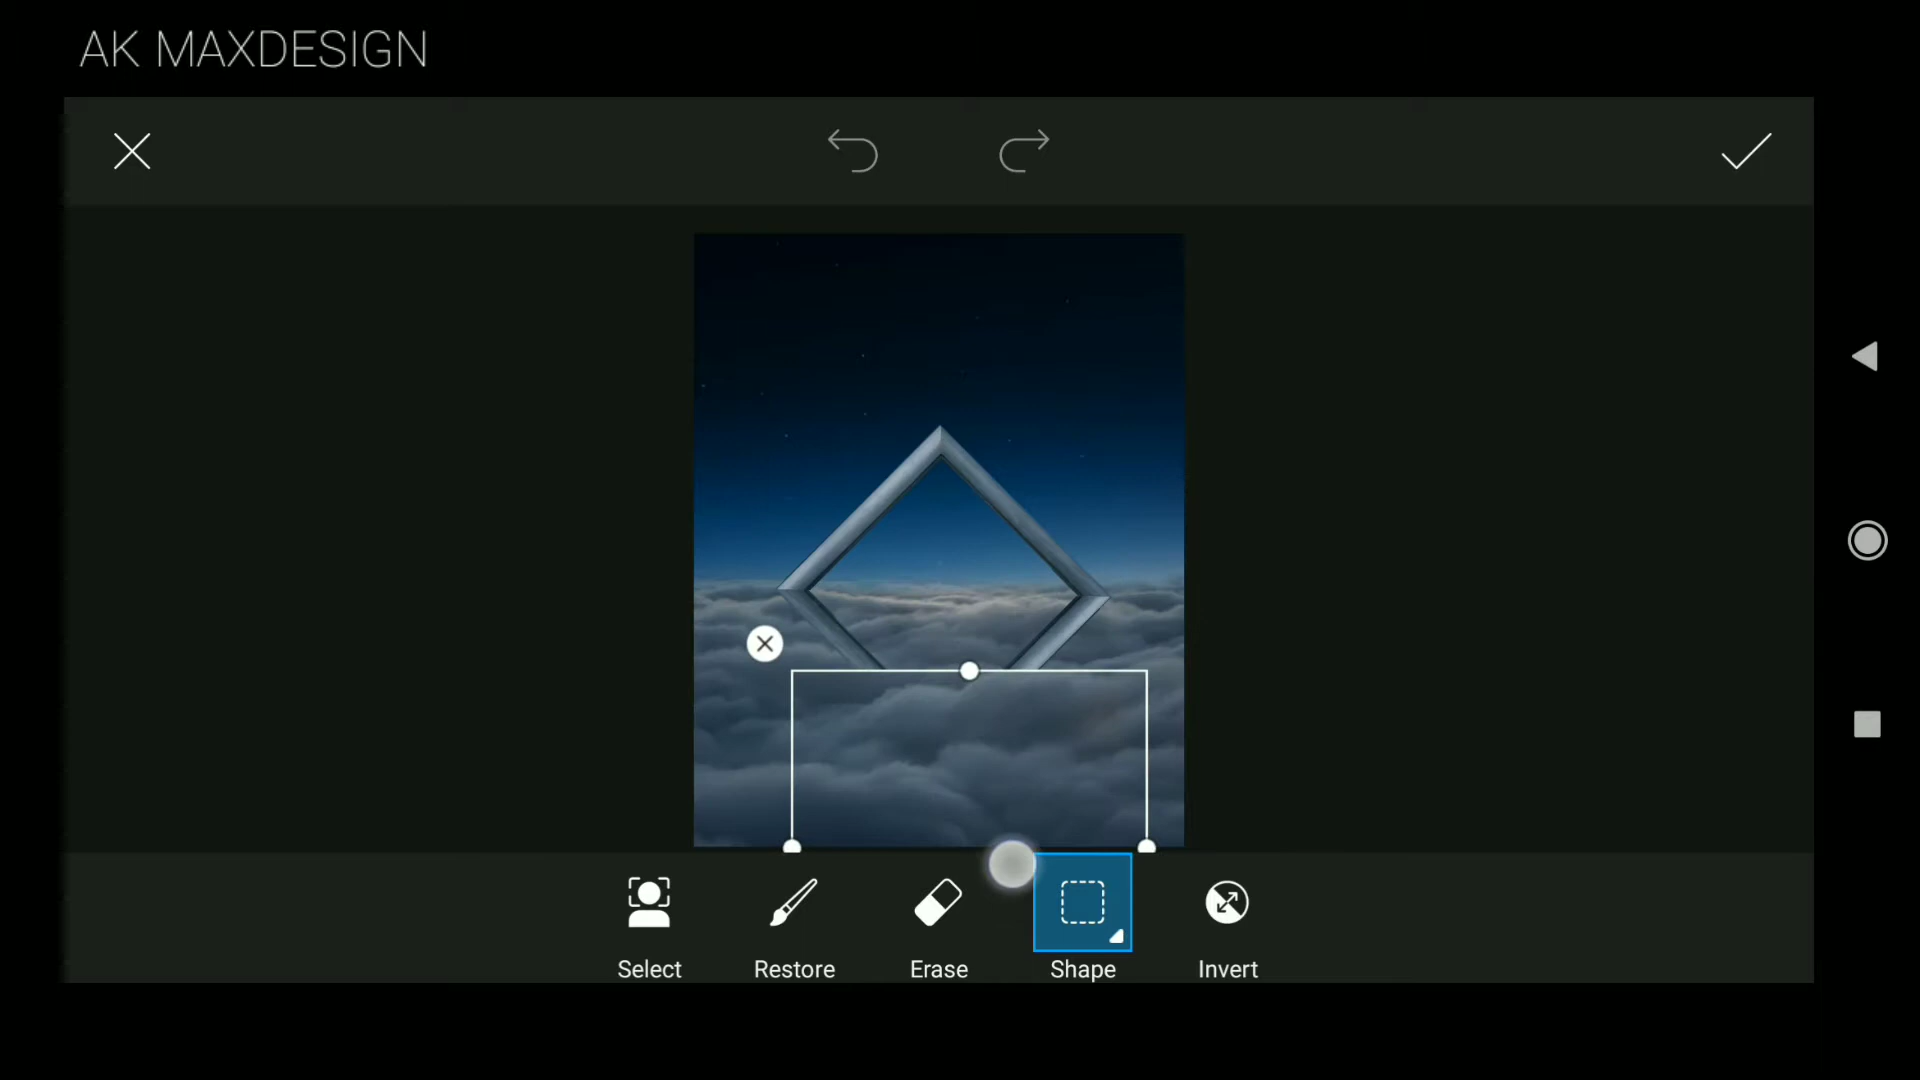 AK MAXDESIGN
Select
Restore
Erase
Shape
Invert